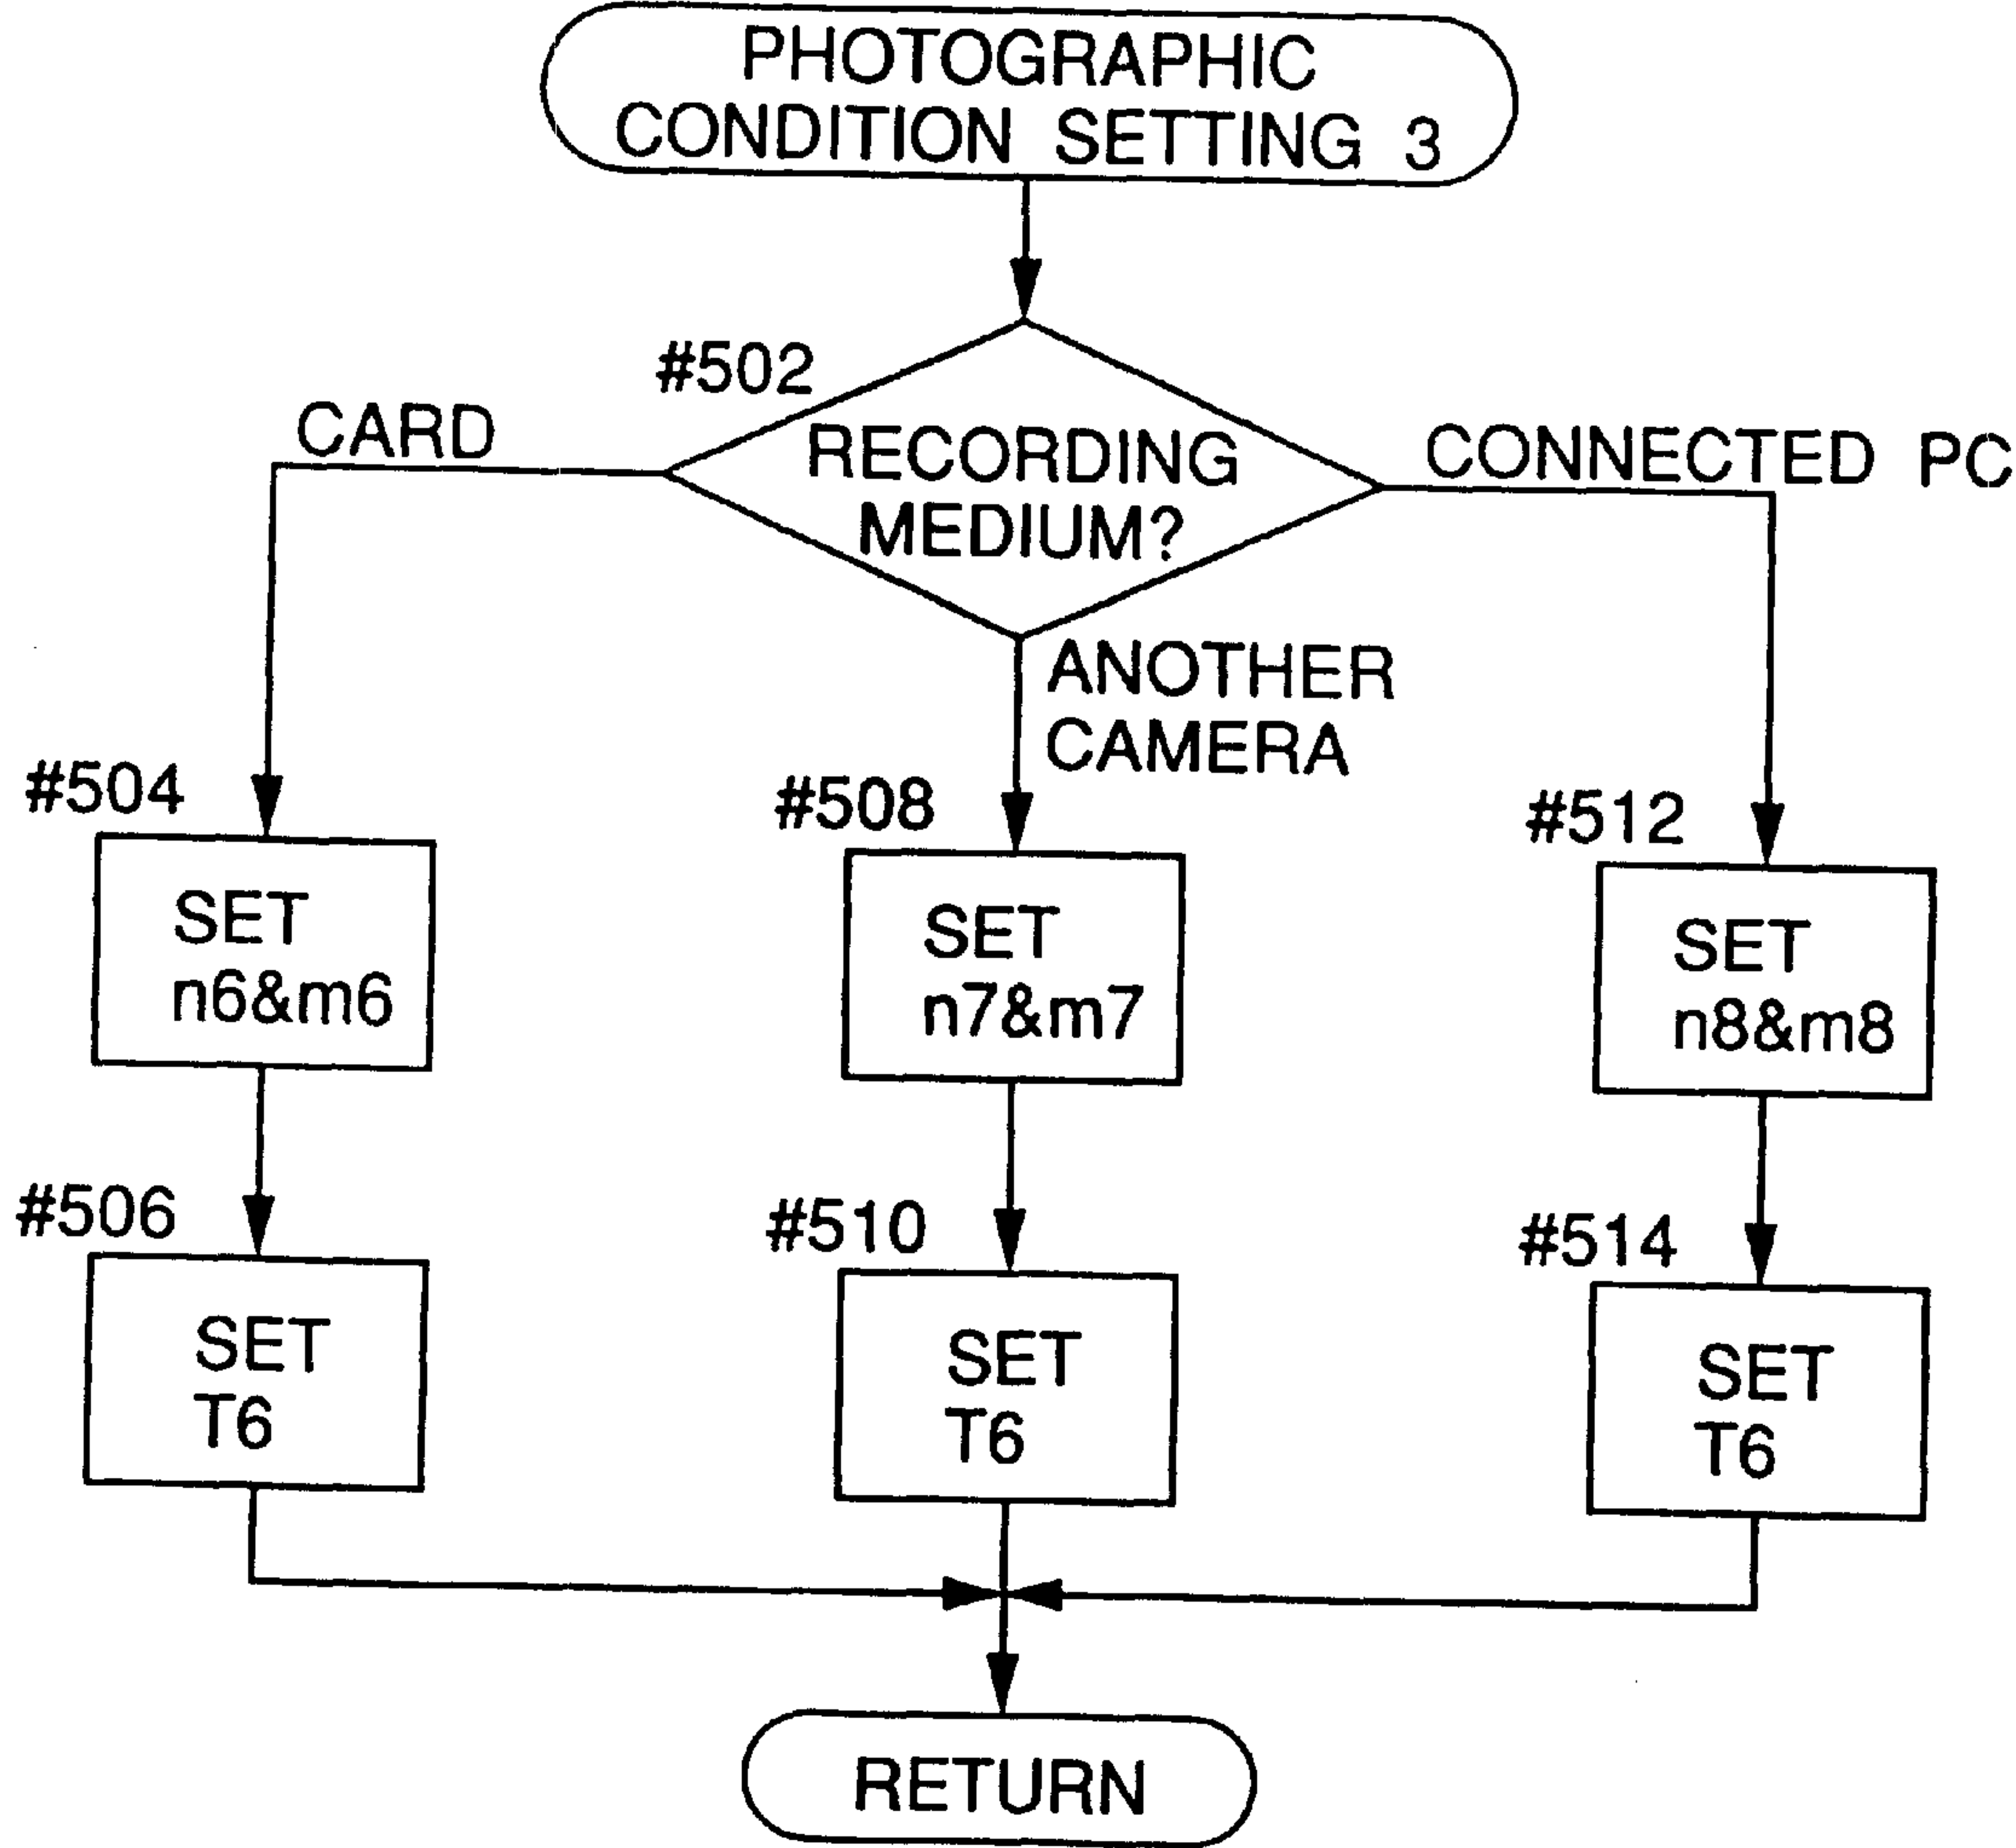 PHOTOGRAPHIC
CONDITION SETTING 3
#502
CARD
RECORDING
MEDIUM?
CONNECTED PC
ANOTHER
CAMERA
#504
#508
#512
SET
n6&m6
SET
n7&m7
SET
n8&m8
#506
#510
#514
SET
T6
SET
T6
SET
T6
RETURN